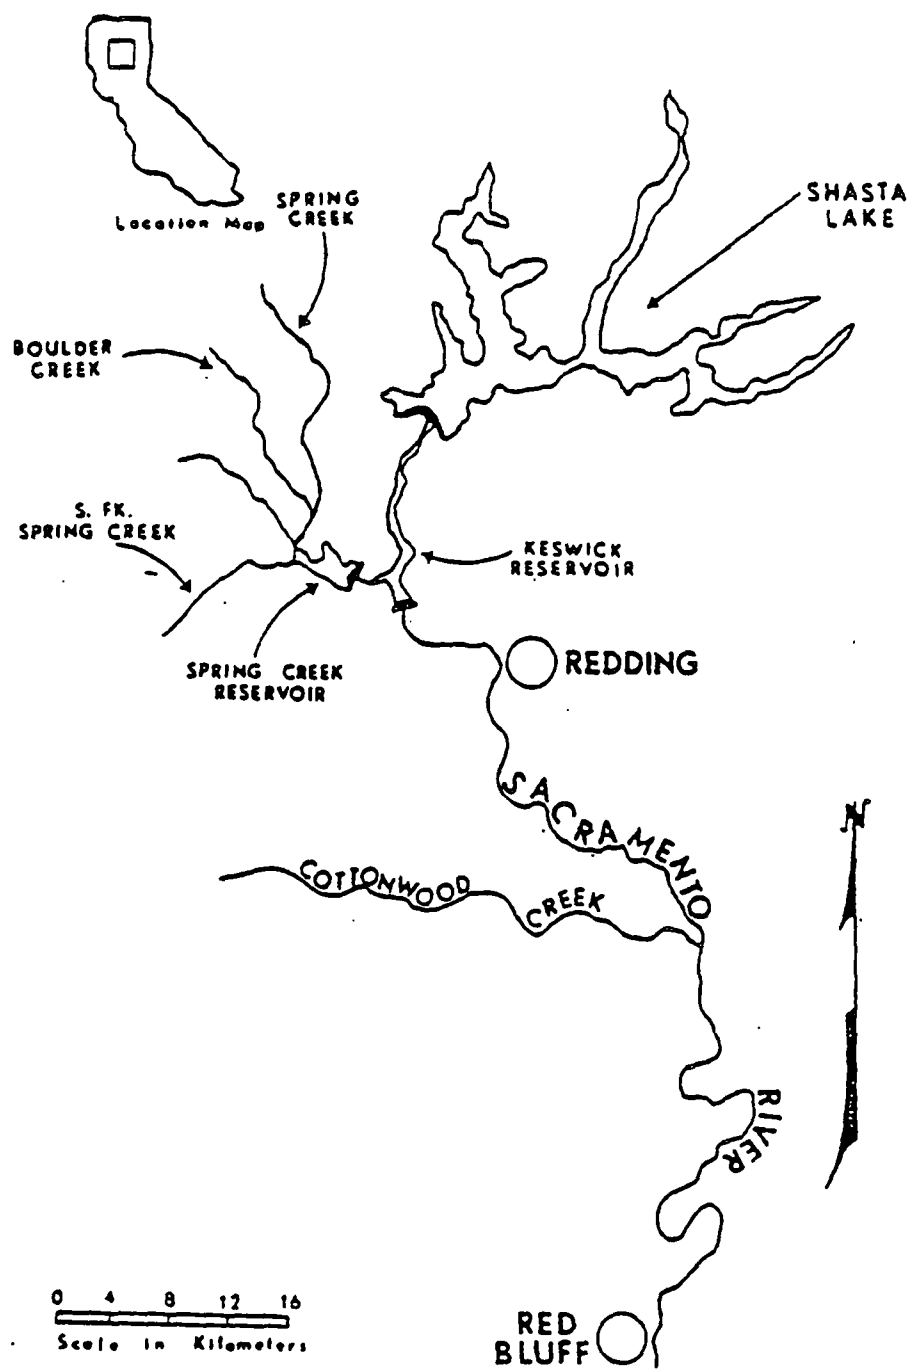 Location Map
SPRING
CREEK
SHASTA
LAKE
BOULDER
CREEK
S. FK.
SPRING CREEK
KESWICK
RESERVOIR
SPRING CREEK
RESERVOIR
REDDING
SACRAMENTO
COTTONWOOD
CREEK
N
RIVER
0 4 8 12 16
Scale in Kilometers
RED
BLUFF